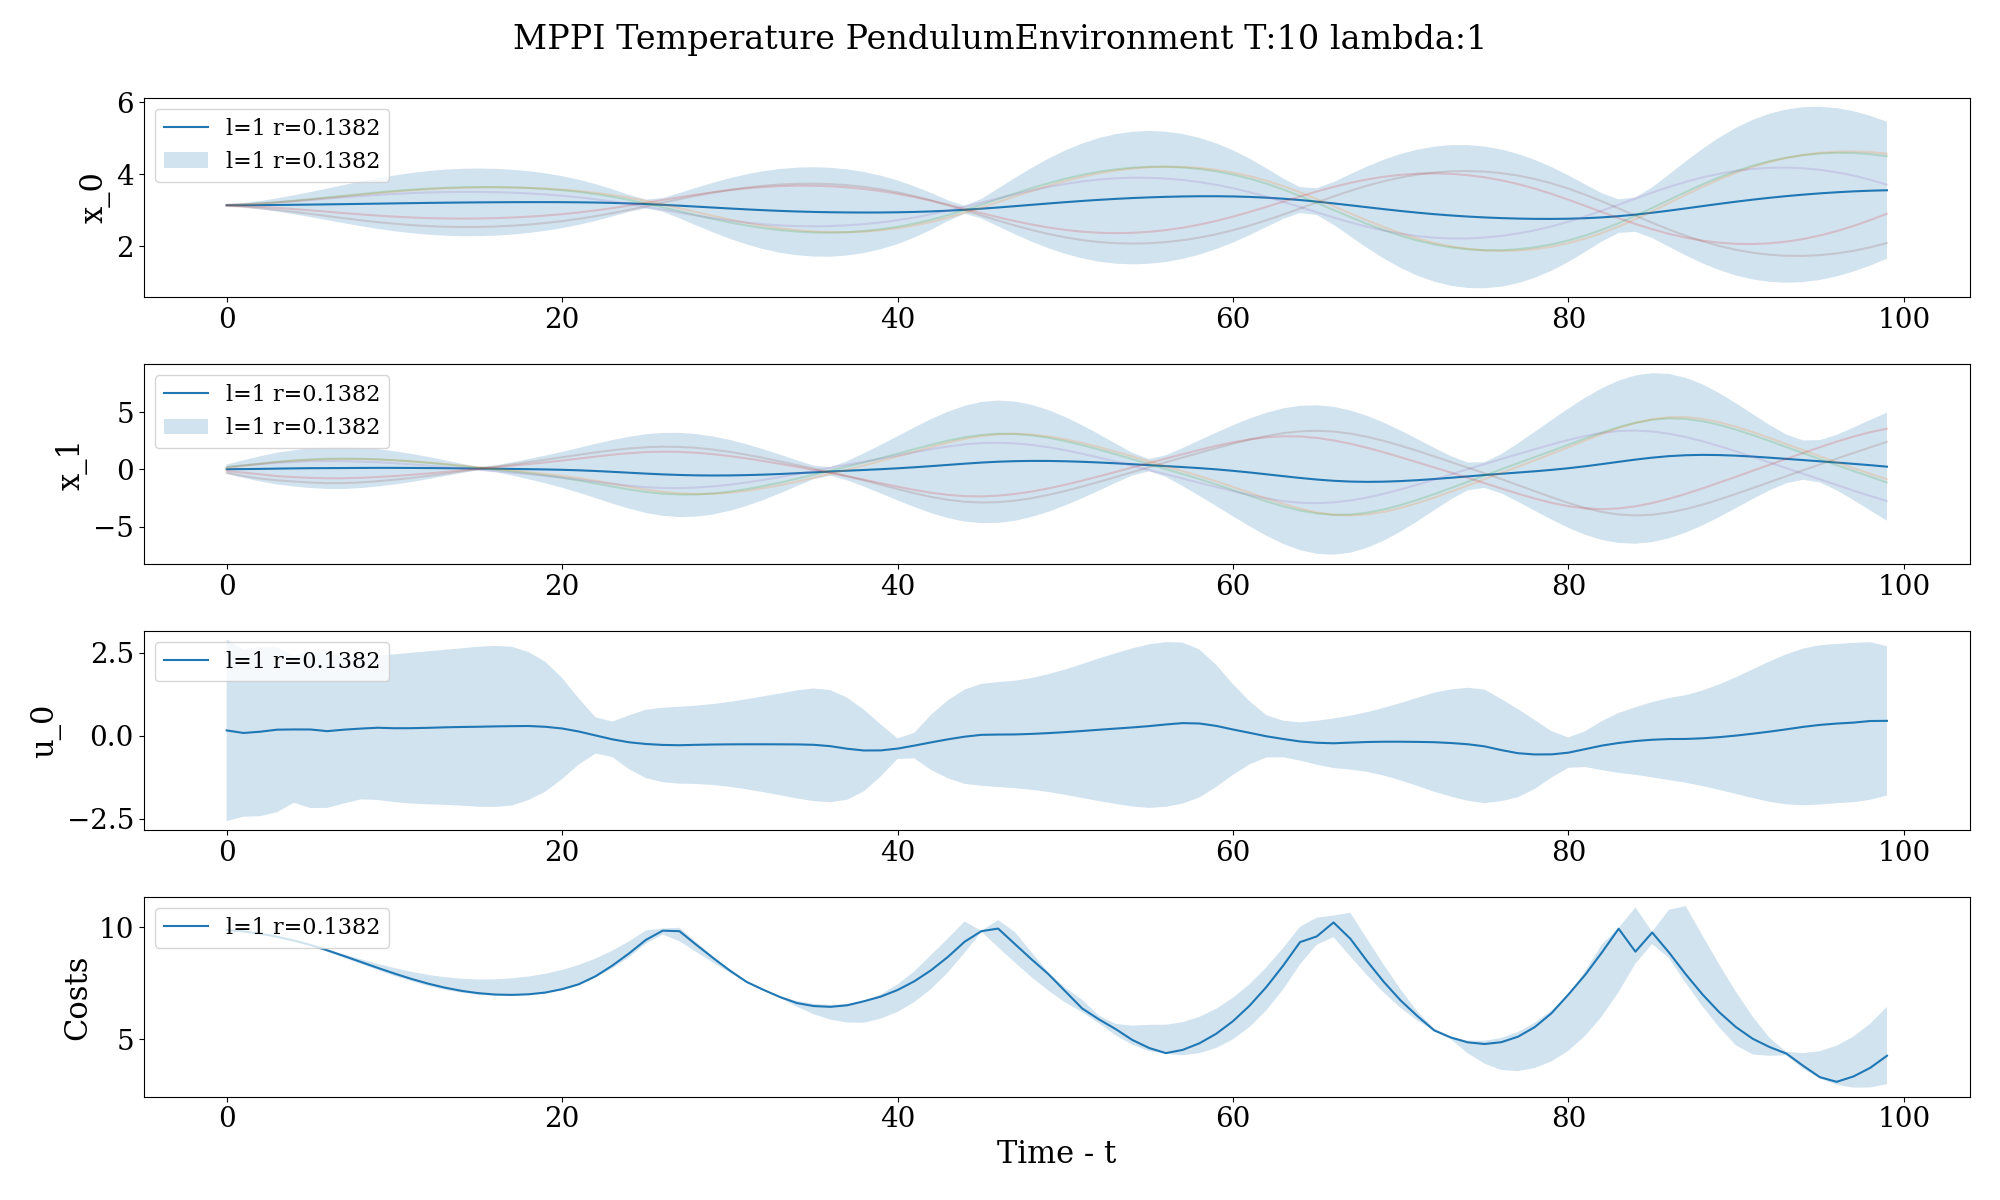 MPPI Temperature PendulumEnvironment T:10 lambda:1
x_0
6
4
2
l=1 r=0.1382
l=1 r=0.1382
0 20 40 60 80 100
x_1
5
0
−5
l=1 r=0.1382
l=1 r=0.1382
0 20 40 60 80 100
u_0
2.5
0.0
−2.5
l=1 r=0.1382
0 20 40 60 80 100
Costs
10
5
l=1 r=0.1382
0 20 40 60 80 100
Time - t